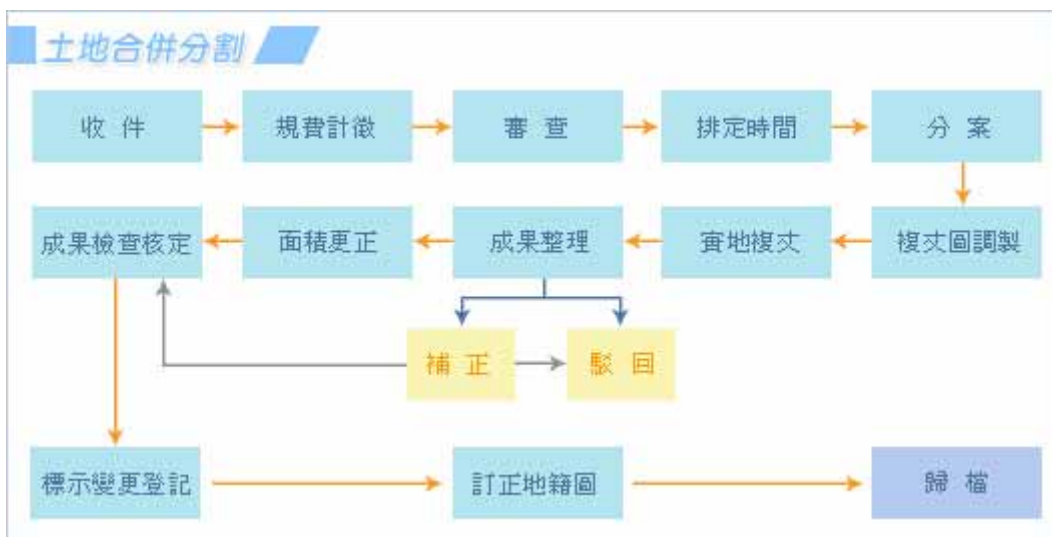 土地合併分割
收件
規費計徵
審查
排定時間
分案
複丈圖調製
實地複丈
成果整理
面積更正
成果檢查核定
補正
駁回
標示變更登記
訂正地籍圖
歸檔